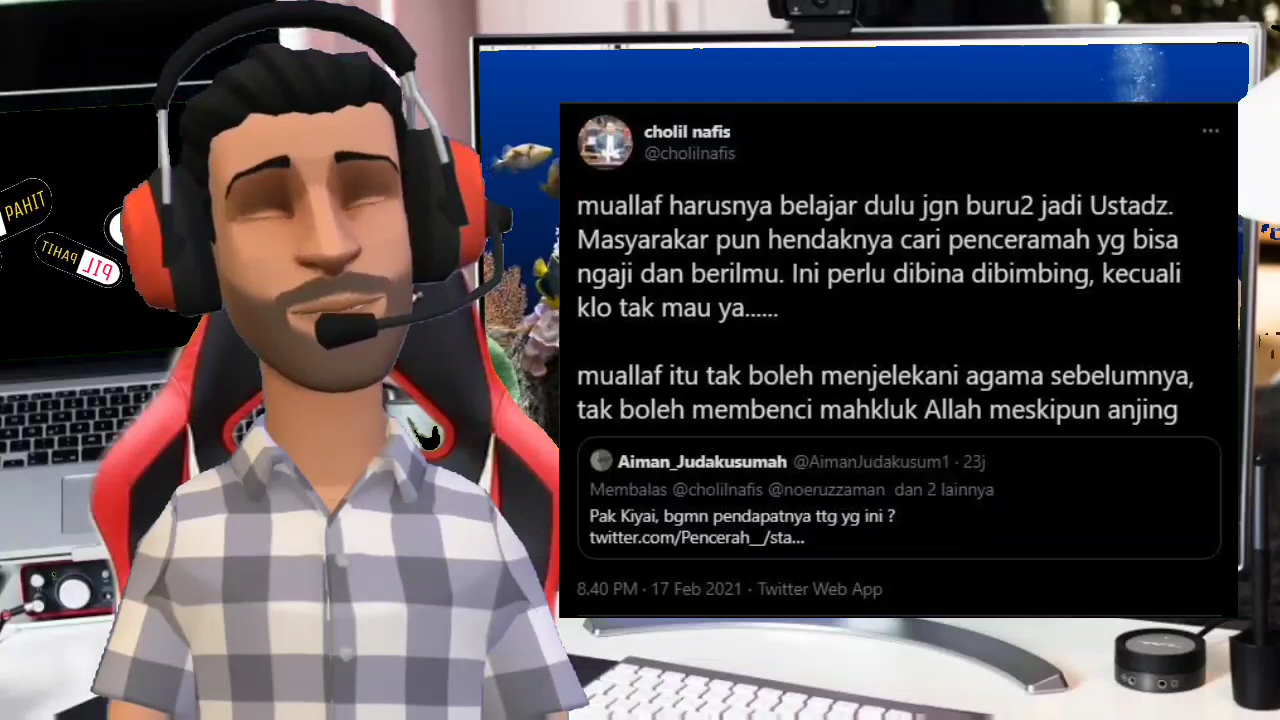 PAHIT
PIL PAHIT
cholil nafis
@cholilnafis
muallaf harusnya belajar dulu jgn buru2 jadi Ustadz.
Masyarakar pun hendaknya cari penceramah yg bisa
ngaji dan berilmu. Ini perlu dibina dibimbing, kecuali
klo tak mau ya......
muallaf itu tak boleh menjelekani agama sebelumnya,
tak boleh membenci mahkluk Allah meskipun anjing
Aiman_Judakusumah @AimanJudakusum1 · 23j
Membalas @cholilnafis @noeruzzaman dan 2 lainnya
Pak Kiyai, bgmn pendapatnya ttg yg ini ?
twitter.com/Pencerah__/sta...
8.40 PM · 17 Feb 2021 · Twitter Web App